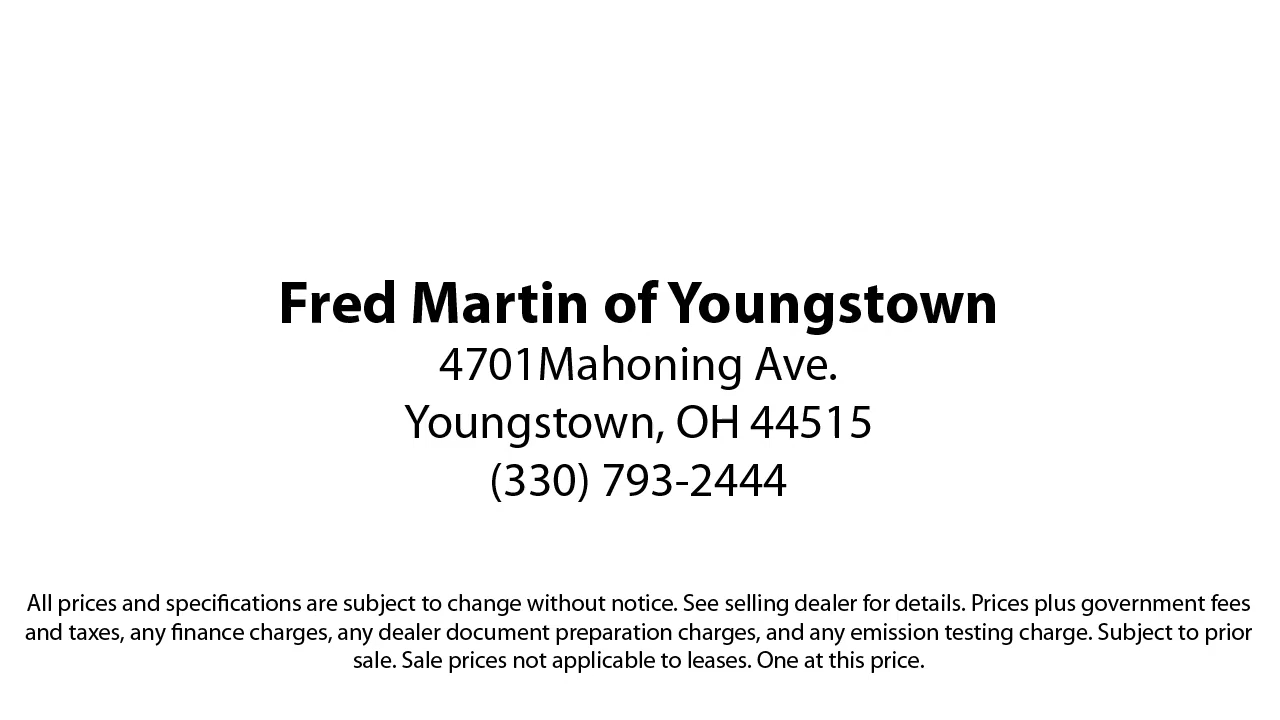 Fred Martin of Youngstown
4701Mahoning Ave.
Youngstown, OH 44515
(330) 793-2444
All prices and specifications are subject to change without notice. See selling dealer for details. Prices plus government fees
and taxes, any finance charges, any dealer document preparation charges, and any emission testing charge. Subject to prior
sale. Sale prices not applicable to leases. One at this price.